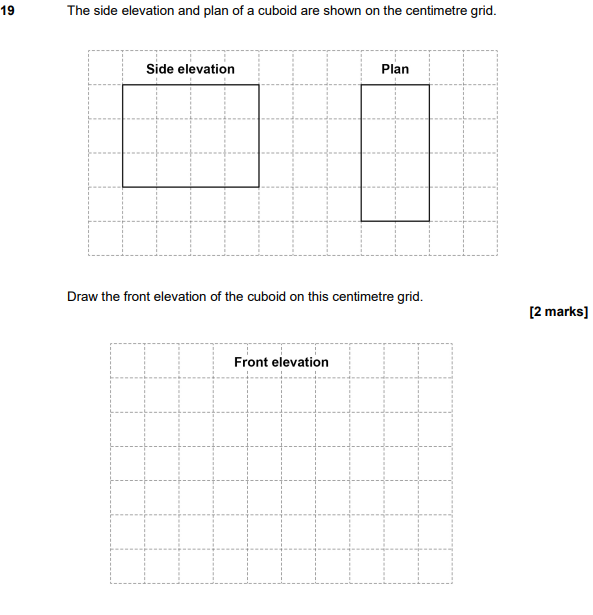 19 The side elevation and plan of a cuboid are shown on the centimetre grid.
Side elevation Plan
Draw the front elevation of the cuboid on this centimetre grid.
[2 marks]
Front elevation